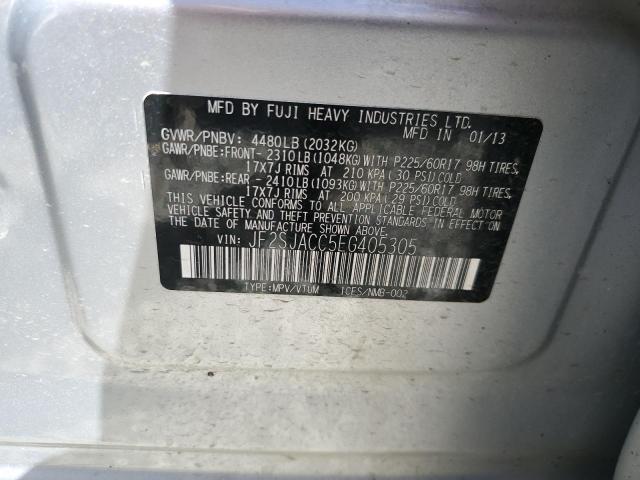 MFD BY FUJI HEAVY INDUSTRIES LTD.
MFD IN 01/13
GVWR/PNBV: 4480LB(2032KG)
GAWR/PNBE:FRONT- 2310LB(1048KG)WITH P225/60R17 98H TIRES,
17X7J RIMS AT 210 KPA(30 PSI)COLD
GAWR/PNBE:REAR - 2410LB(1093KG)WITH P225/60R17 98H TIRES,
17X7J RIMS AT 200 KPA(29 PSI)COLD
THIS VEHICLE CONFORMS TO ALL APPLICABLE FEDERAL MOTOR
VEHICLE SAFETY AND BUMPER STANDARDS IN EFFECT ON
THE DATE OF MANUFACTURE SHOWN ABOVE.
VIN: JF2SJACC5EG405305
TYPE:MPV/VTUM ICES/NMB-002